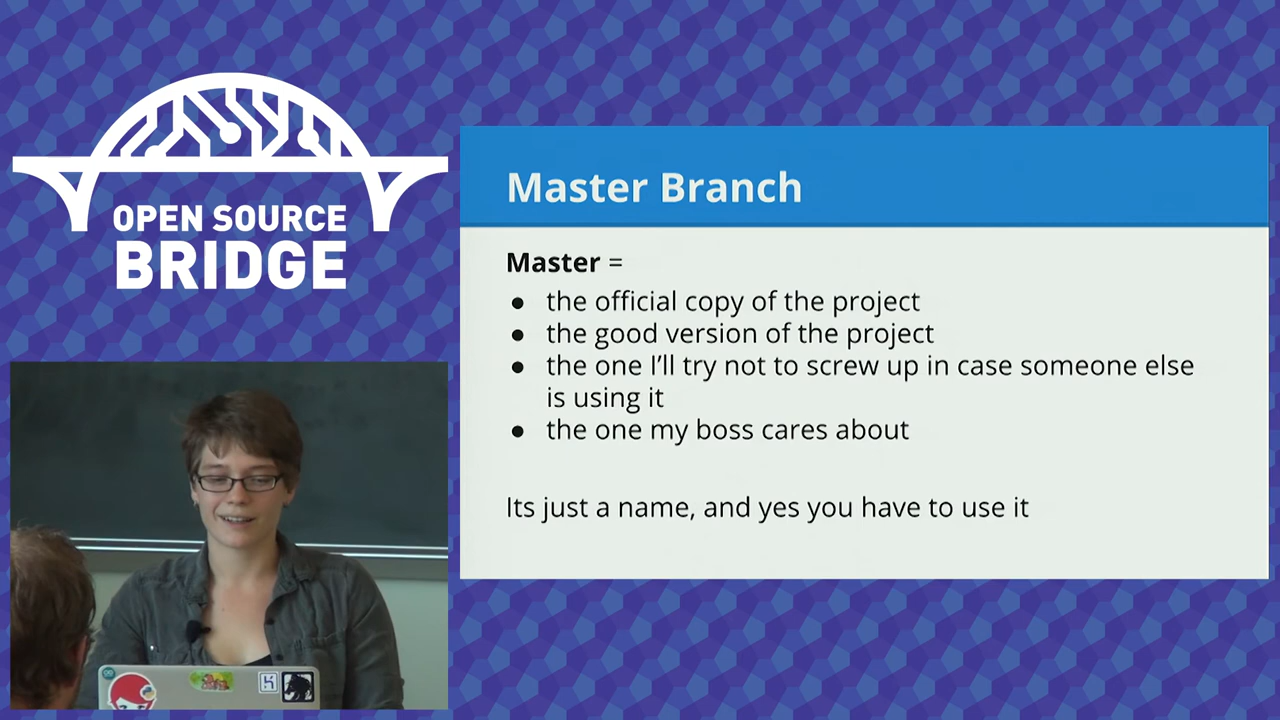 OPEN SOURCE
BRIDGE
Master Branch
Master =
● the official copy of the project
● the good version of the project
● the one I’ll try not to screw up in case someone else
is using it
● the one my boss cares about
Its just a name, and yes you have to use it